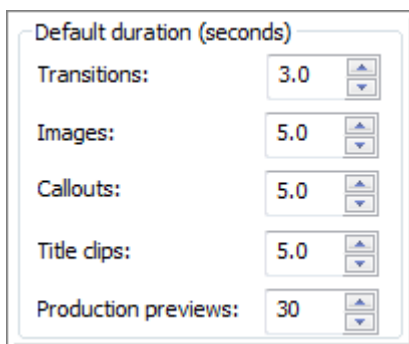 Default duration (seconds)
Transitions: 3.0
Images: 5.0
Callouts: 5.0
Title clips: 5.0
Production previews: 30